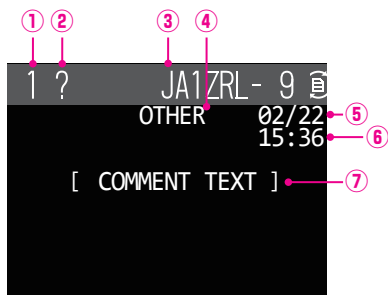 ① ② ③ ④
1 ? JA1ZRL- 9
OTHER 02/22 ⑤
15:36 ⑥
[ COMMENT TEXT ] ⑦